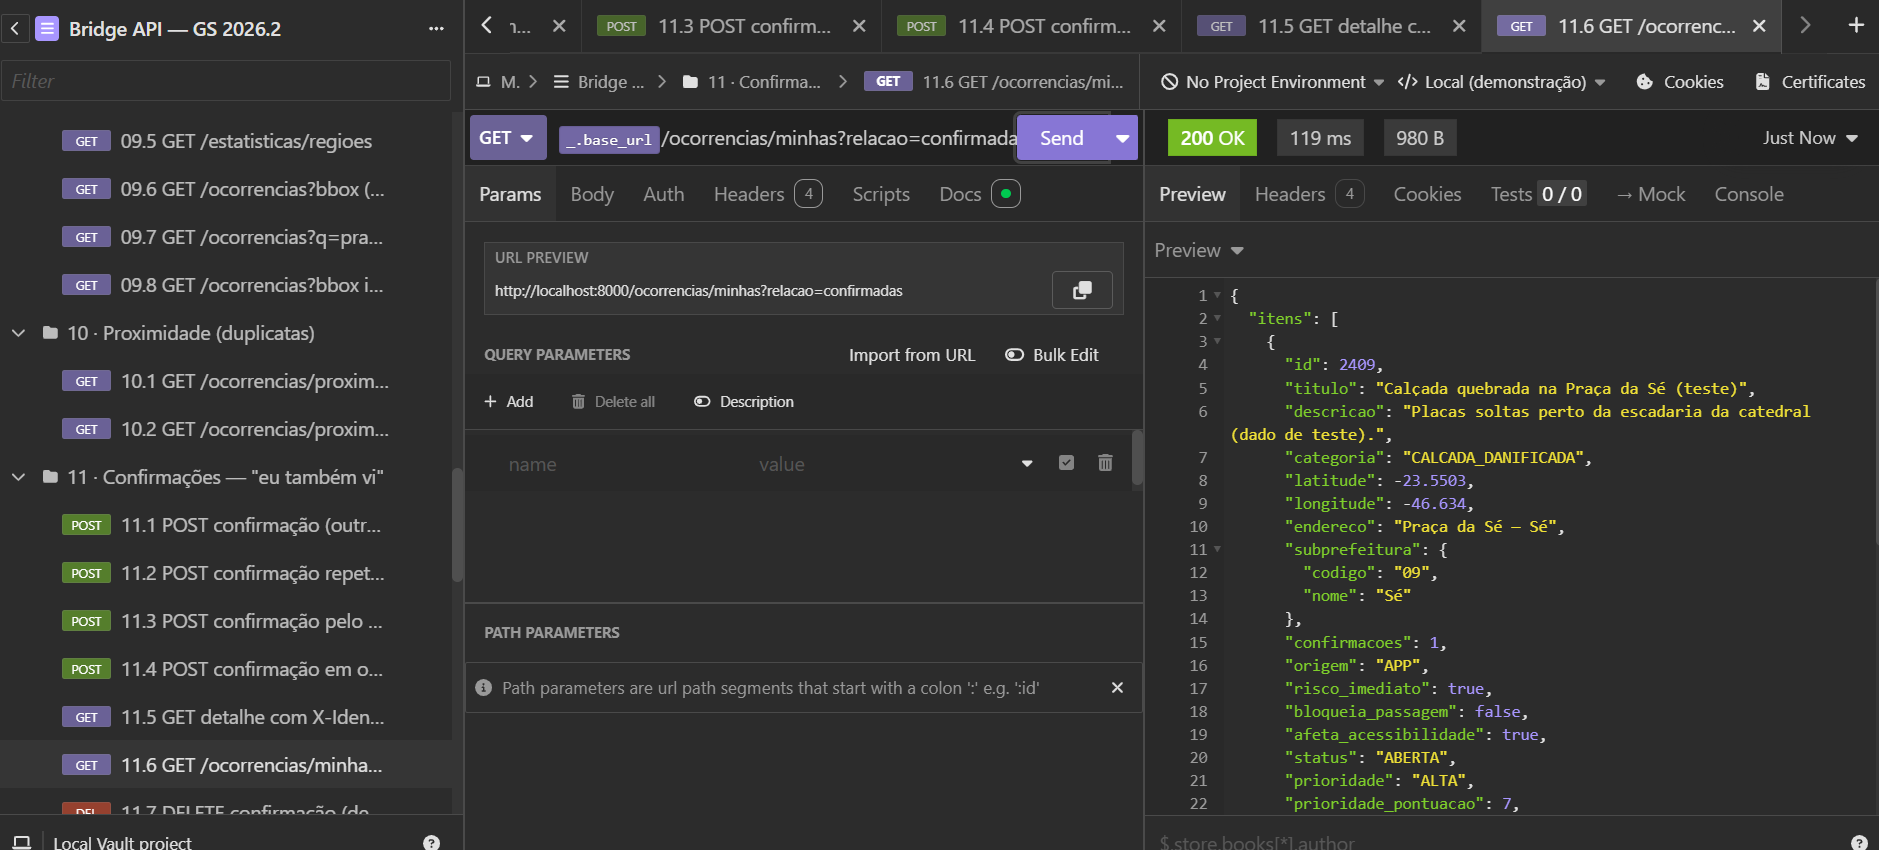 Bridge API — GS 2026.2
Filter
GET 09.5 GET /estatisticas/regioes
GET 09.6 GET /ocorrencias?bbox (...
GET 09.7 GET /ocorrencias?q=pra...
GET 09.8 GET /ocorrencias?bbox i...
10 · Proximidade (duplicatas)
GET 10.1 GET /ocorrencias/proxim...
GET 10.2 GET /ocorrencias/proxim...
11 · Confirmações — "eu também vi"
POST 11.1 POST confirmação (outr...
POST 11.2 POST confirmação repet...
POST 11.3 POST confirmação pelo ...
POST 11.4 POST confirmação em o...
GET 11.5 GET detalhe com X-Iden...
GET 11.6 GET /ocorrencias/minha...
DEL 11.7 DELETE confirmação (de
Local Vault project
POST 11.3 POST confirm... POST 11.4 POST confirm... GET 11.5 GET detalhe c... GET 11.6 GET /ocorrenc...
M. > Bridge ... > 11 · Confirma... > GET 11.6 GET /ocorrencias/mi...
GET _.base_url /ocorrencias/minhas?relacao=confirmada Send
Params Body Auth Headers 4 Scripts Docs
URL PREVIEW
http://localhost:8000/ocorrencias/minhas?relacao=confirmadas
QUERY PARAMETERS Import from URL Bulk Edit
+ Add Delete all Description
name value
PATH PARAMETERS
Path parameters are url path segments that start with a colon ':' e.g. ':id'
No Project Environment Local (demonstração) Cookies Certificates
200 OK 119 ms 980 B Just Now
Preview Headers 4 Cookies Tests 0 / 0 → Mock Console
Preview
1 {
2 "itens": [
3 {
4 "id": 2409,
5 "titulo": "Calçada quebrada na Praça da Sé (teste)",
6 "descricao": "Placas soltas perto da escadaria da catedral
(dado de teste).",
7 "categoria": "CALCADA_DANIFICADA",
8 "latitude": -23.5503,
9 "longitude": -46.634,
10 "endereco": "Praça da Sé — Sé",
11 "subprefeitura": {
12 "codigo": "09",
13 "nome": "Sé"
14 },
15 "confirmacoes": 1,
16 "origem": "APP",
17 "risco_imediato": true,
18 "bloqueia_passagem": false,
19 "afeta_acessibilidade": true,
20 "status": "ABERTA",
21 "prioridade": "ALTA",
22 "prioridade_pontuacao": 7,
$.store.books[*].author